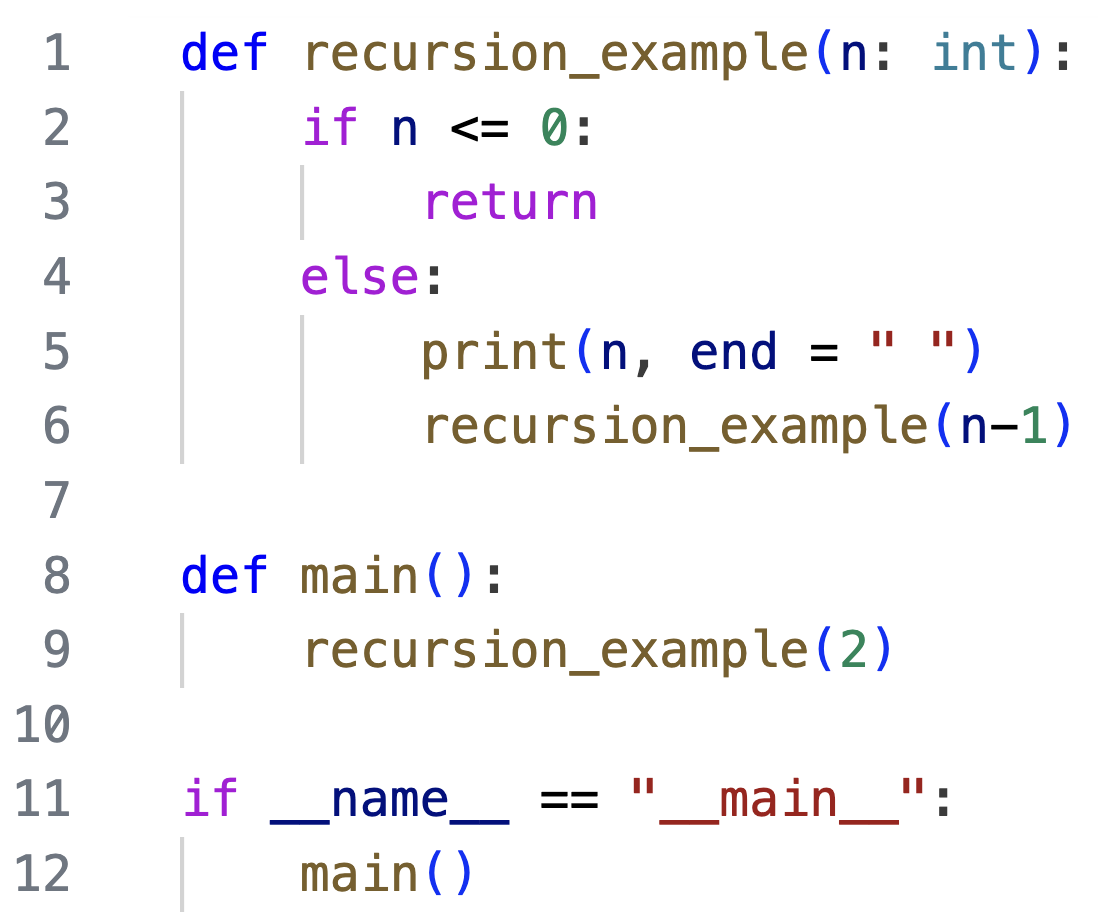 1 def recursion_example(n: int):
2     if n <= 0:
3         return
4     else:
5         print(n, end = " ")
6         recursion_example(n-1)
7
8 def main():
9     recursion_example(2)
10
11 if __name__ == "__main__":
12     main()